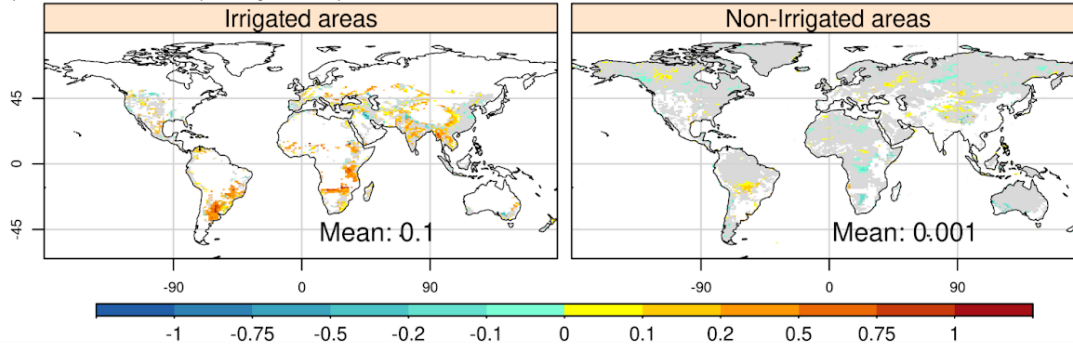 Irrigated areas
Non-Irrigated areas
45
0
-45
Mean: 0.1
Mean: 0.001
-90 0 90 -90 0 90
-1 -0.75 -0.5 -0.2 -0.1 0 0.1 0.2 0.5 0.75 1